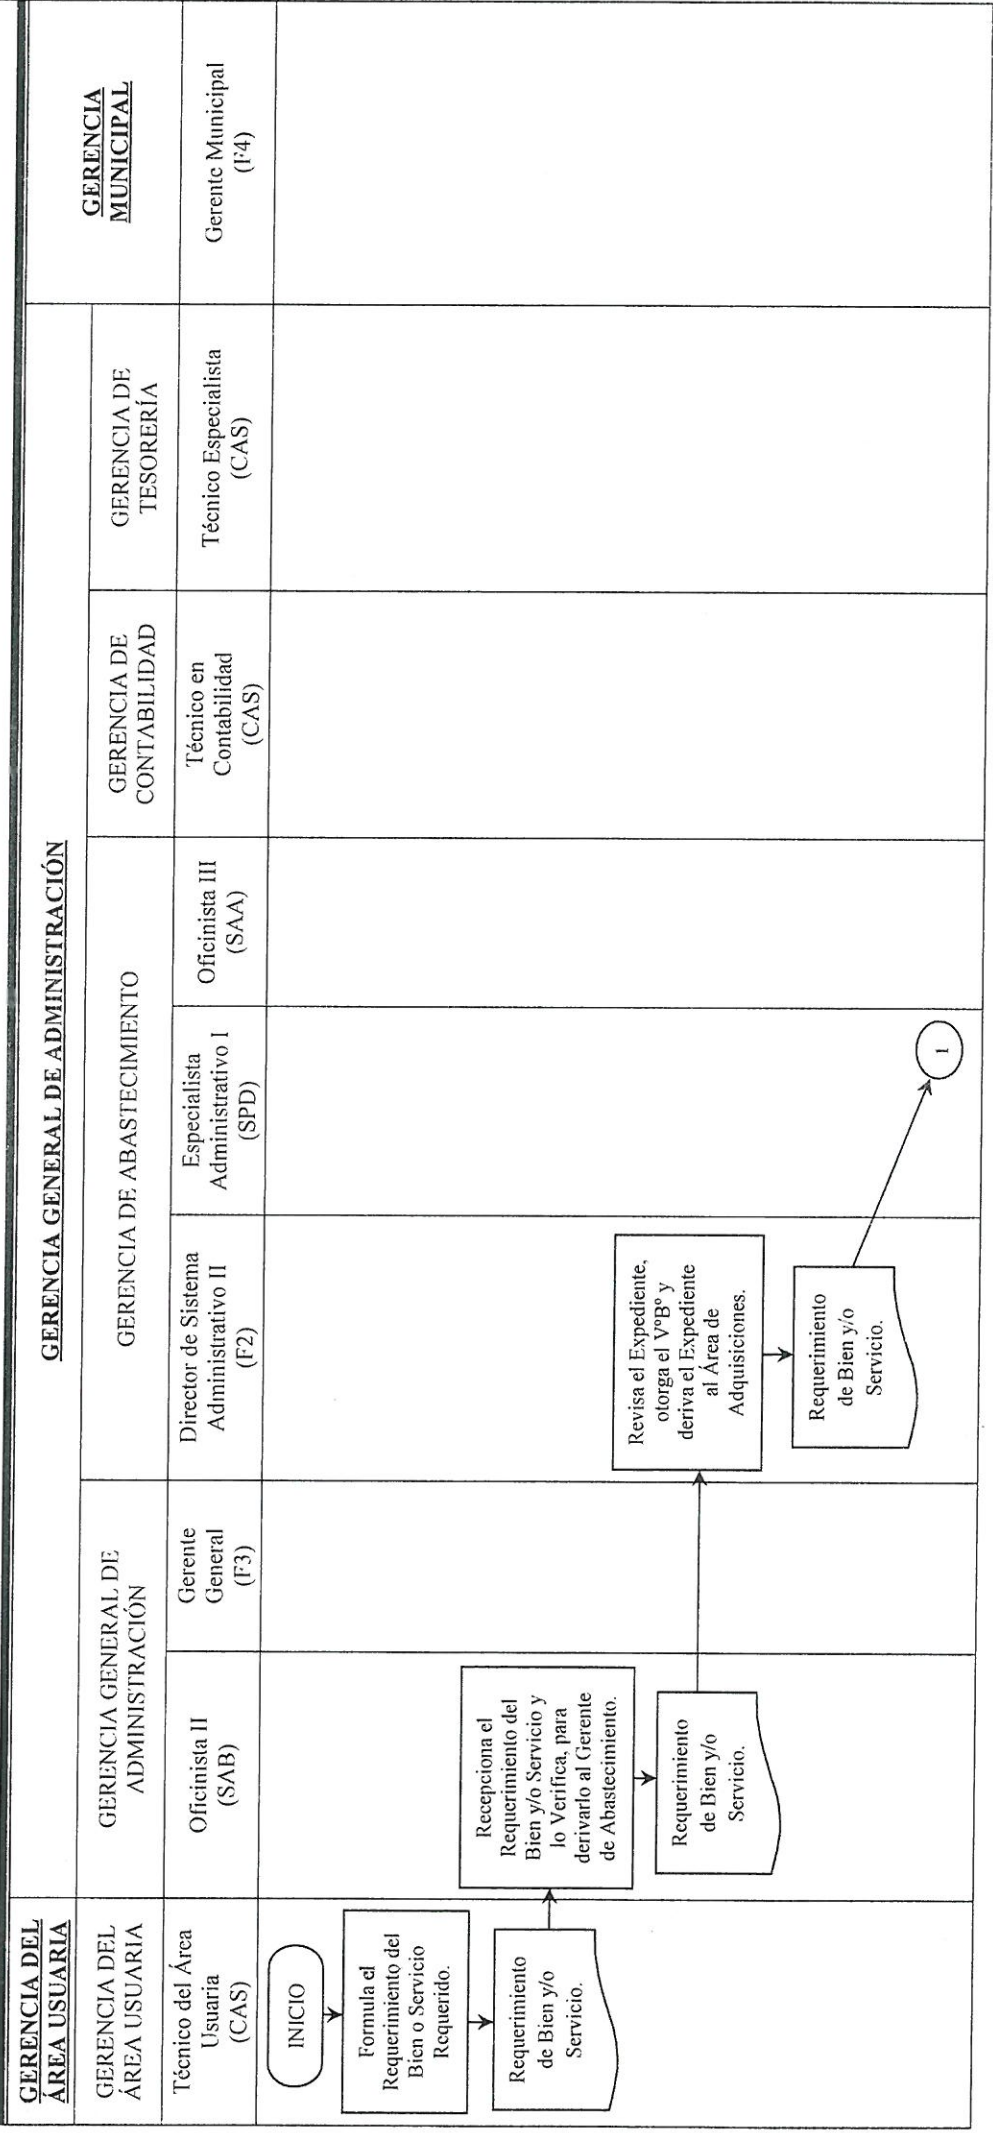 GERENCIA DEL
ÁREA USUARIA
GERENCIA GENERAL DE ADMINISTRACIÓN
GERENCIA
MUNICIPAL
GERENCIA DEL
ÁREA USUARIA
GERENCIA GENERAL DE
ADMINISTRACIÓN
GERENCIA DE ABASTECIMIENTO
GERENCIA DE
CONTABILIDAD
GERENCIA DE
TESORERÍA
Técnico del Área
Usuaria
(CAS)
Oficinista II
(SAB)
Gerente
General
(F3)
Director de Sistema
Administrativo II
(F2)
Especialista
Administrativo I
(SPD)
Oficinista III
(SAA)
Técnico en
Contabilidad
(CAS)
Técnico Especialista
(CAS)
Gerente Municipal
(F4)
INICIO
Formula el
Requerimiento del
Bien o Servicio
Requerido.
Requerimiento
de Bien y/o
Servicio.
Recepciona el
Requerimiento del
Bien y/o Servicio y
lo Verifica, para
derivarlo al Gerente
de Abastecimiento.
Requerimiento
de Bien y/o
Servicio.
Revisa el Expediente,
otorga el VºBº y
deriva el Expediente
al Área de
Adquisiciones.
Requerimiento
de Bien y/o
Servicio.
1